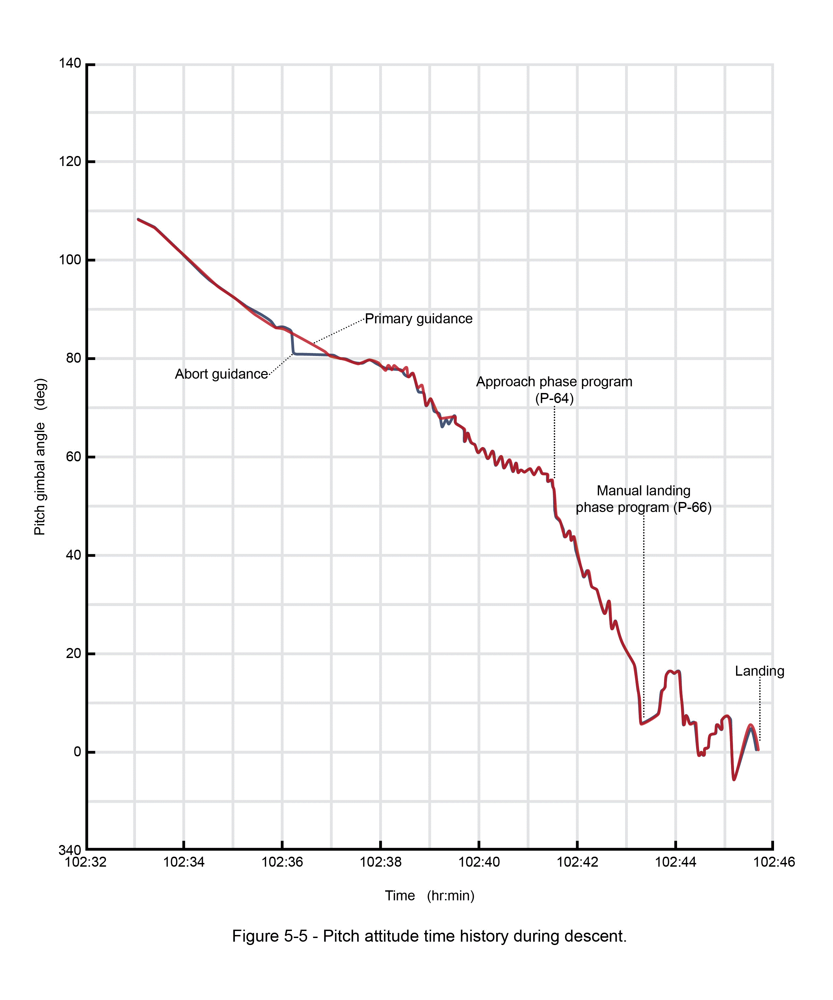 140
120
100
80
60
40
20
0
340
Pitch gimbal angle (deg)
Primary guidance
Abort guidance
Approach phase program
(P-64)
Manual landing
phase program (P-66)
Landing
102:32 102:34 102:36 102:38 102:40 102:42 102:44 102:46
Time (hr:min)
Figure 5-5 - Pitch attitude time history during descent.